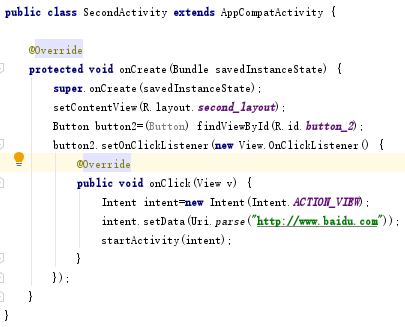 public class SecondActivity extends AppCompatActivity {
@Override
protected void onCreate(Bundle savedInstanceState) {
super.onCreate(savedInstanceState);
setContentView(R.layout.second_layout);
Button button2=(Button) findViewById(R.id.button_2);
button2.setOnClickListener(new View.OnClickListener() {
@Override
public void onClick(View v) {
Intent intent=new Intent(Intent.ACTION_VIEW);
intent.setData(Uri.parse("http://www.baidu.com"));
startActivity(intent);
}
});
}
}